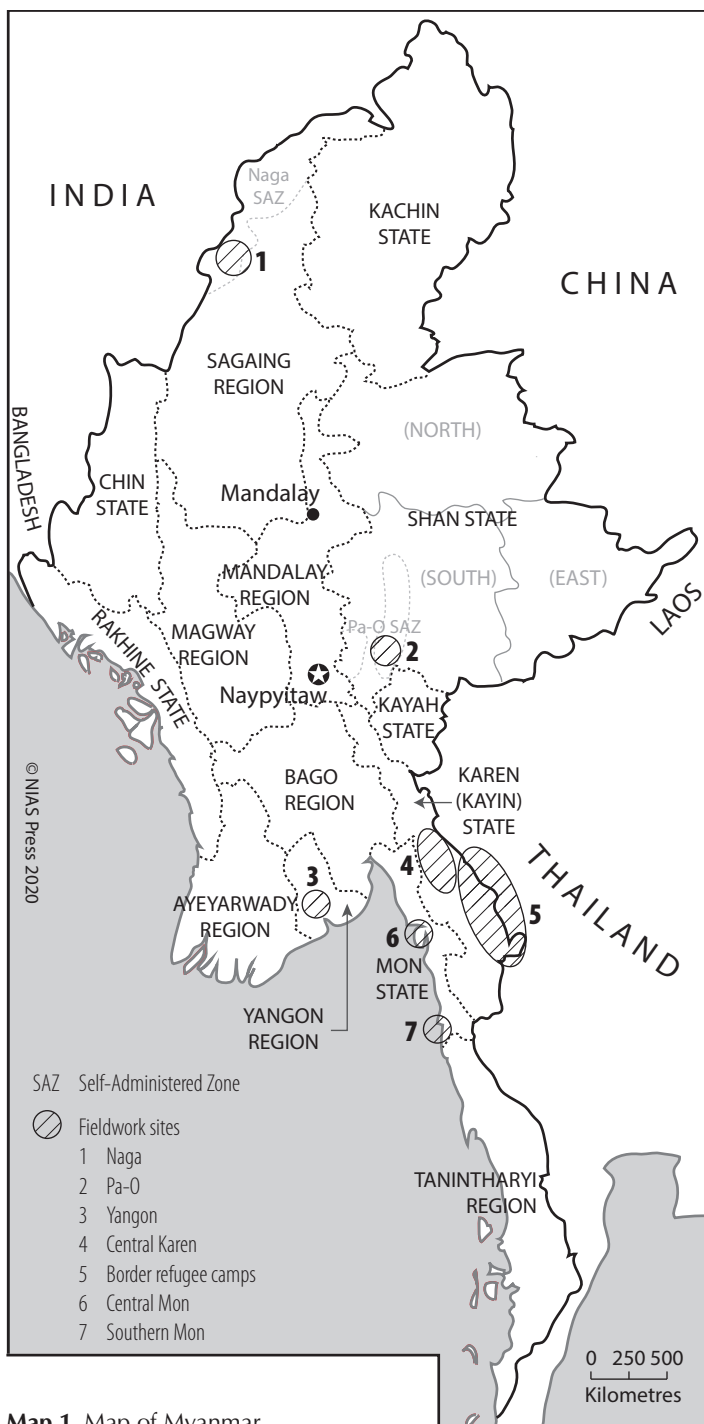 INDIA
Naga
SAZ
KACHIN
STATE
1
CHINA
SAGAING
REGION
BANGLADESH
(NORTH)
CHIN
STATE
Mandalay
SHAN STATE
MANDALAY
REGION
(SOUTH)
(EAST)
LAOS
RAKHINE STATE
MAGWAY
REGION
Pa-O SAZ
2
Naypyitaw
KAYAH
STATE
© NIAS Press 2020
BAGO
REGION
KAREN
(KAYIN)
STATE
THAILAND
4
3
5
AYEYARWADY
REGION
6
MON
STATE
YANGON
REGION
7
SAZ Self-Administered Zone
Fieldwork sites
1 Naga
2 Pa-O
3 Yangon
4 Central Karen
5 Border refugee camps
6 Central Mon
7 Southern Mon
TANINTHARYI
REGION
0 250 500
Kilometres
Map 1. Map of Myanmar